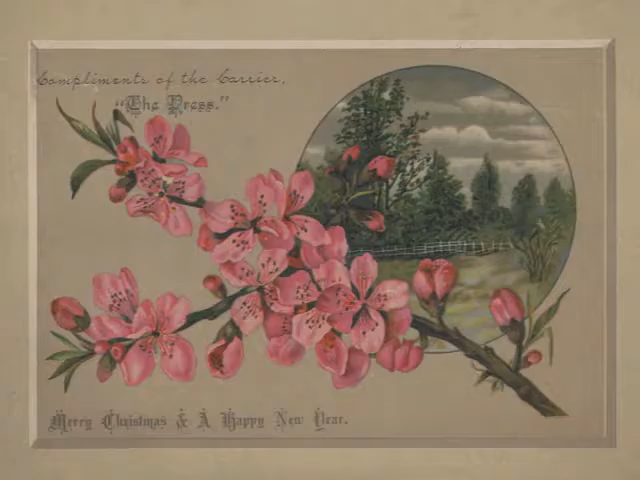 Compliments of the Carrier,
"The Press."
Merry Christmas & A Happy New Year.